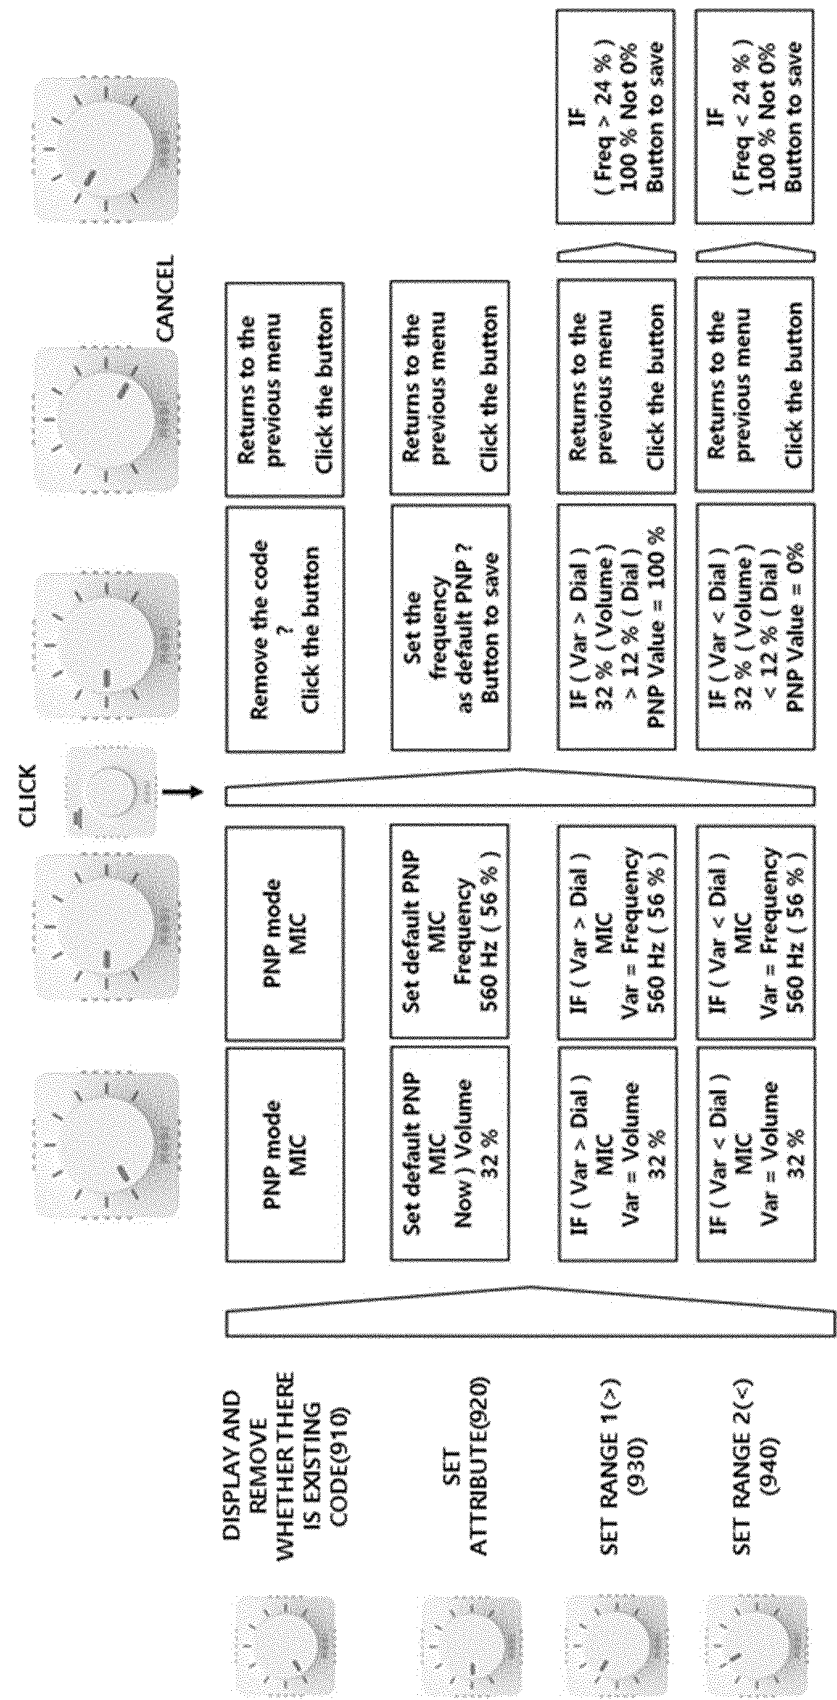 CLICK
CANCEL
DISPLAY AND
REMOVE
WHETHER THERE
IS EXISTING
CODE(910)
PNP mode
MIC
PNP mode
MIC
Remove the code
?
Click the button
Returns to the
previous menu
Click the button
SET
ATTRIBUTE(920)
Set default PNP
MIC
Now ) Volume
32 %
Set default PNP
MIC
Frequency
560 Hz ( 56 % )
Set the
frequency
as default PNP ?
Button to save
Returns to the
previous menu
Click the button
SET RANGE 1(>)
(930)
IF ( Var > Dial )
MIC
Var = Volume
32 %
IF ( Var > Dial )
MIC
Var = Frequency
560 Hz ( 56 % )
IF ( Var > Dial )
32 % ( Volume )
> 12 % ( Dial )
PNP Value = 100 %
Returns to the
previous menu
Click the button
IF
( Freq > 24 % )
100 % Not 0%
Button to save
SET RANGE 2(<)
(940)
IF ( Var < Dial )
MIC
Var = Volume
32 %
IF ( Var < Dial )
MIC
Var = Frequency
560 Hz ( 56 % )
IF ( Var < Dial )
32 % ( Volume )
< 12 % ( Dial )
PNP Value = 0%
Returns to the
previous menu
Click the button
IF
( Freq < 24 % )
100 % Not 0%
Button to save